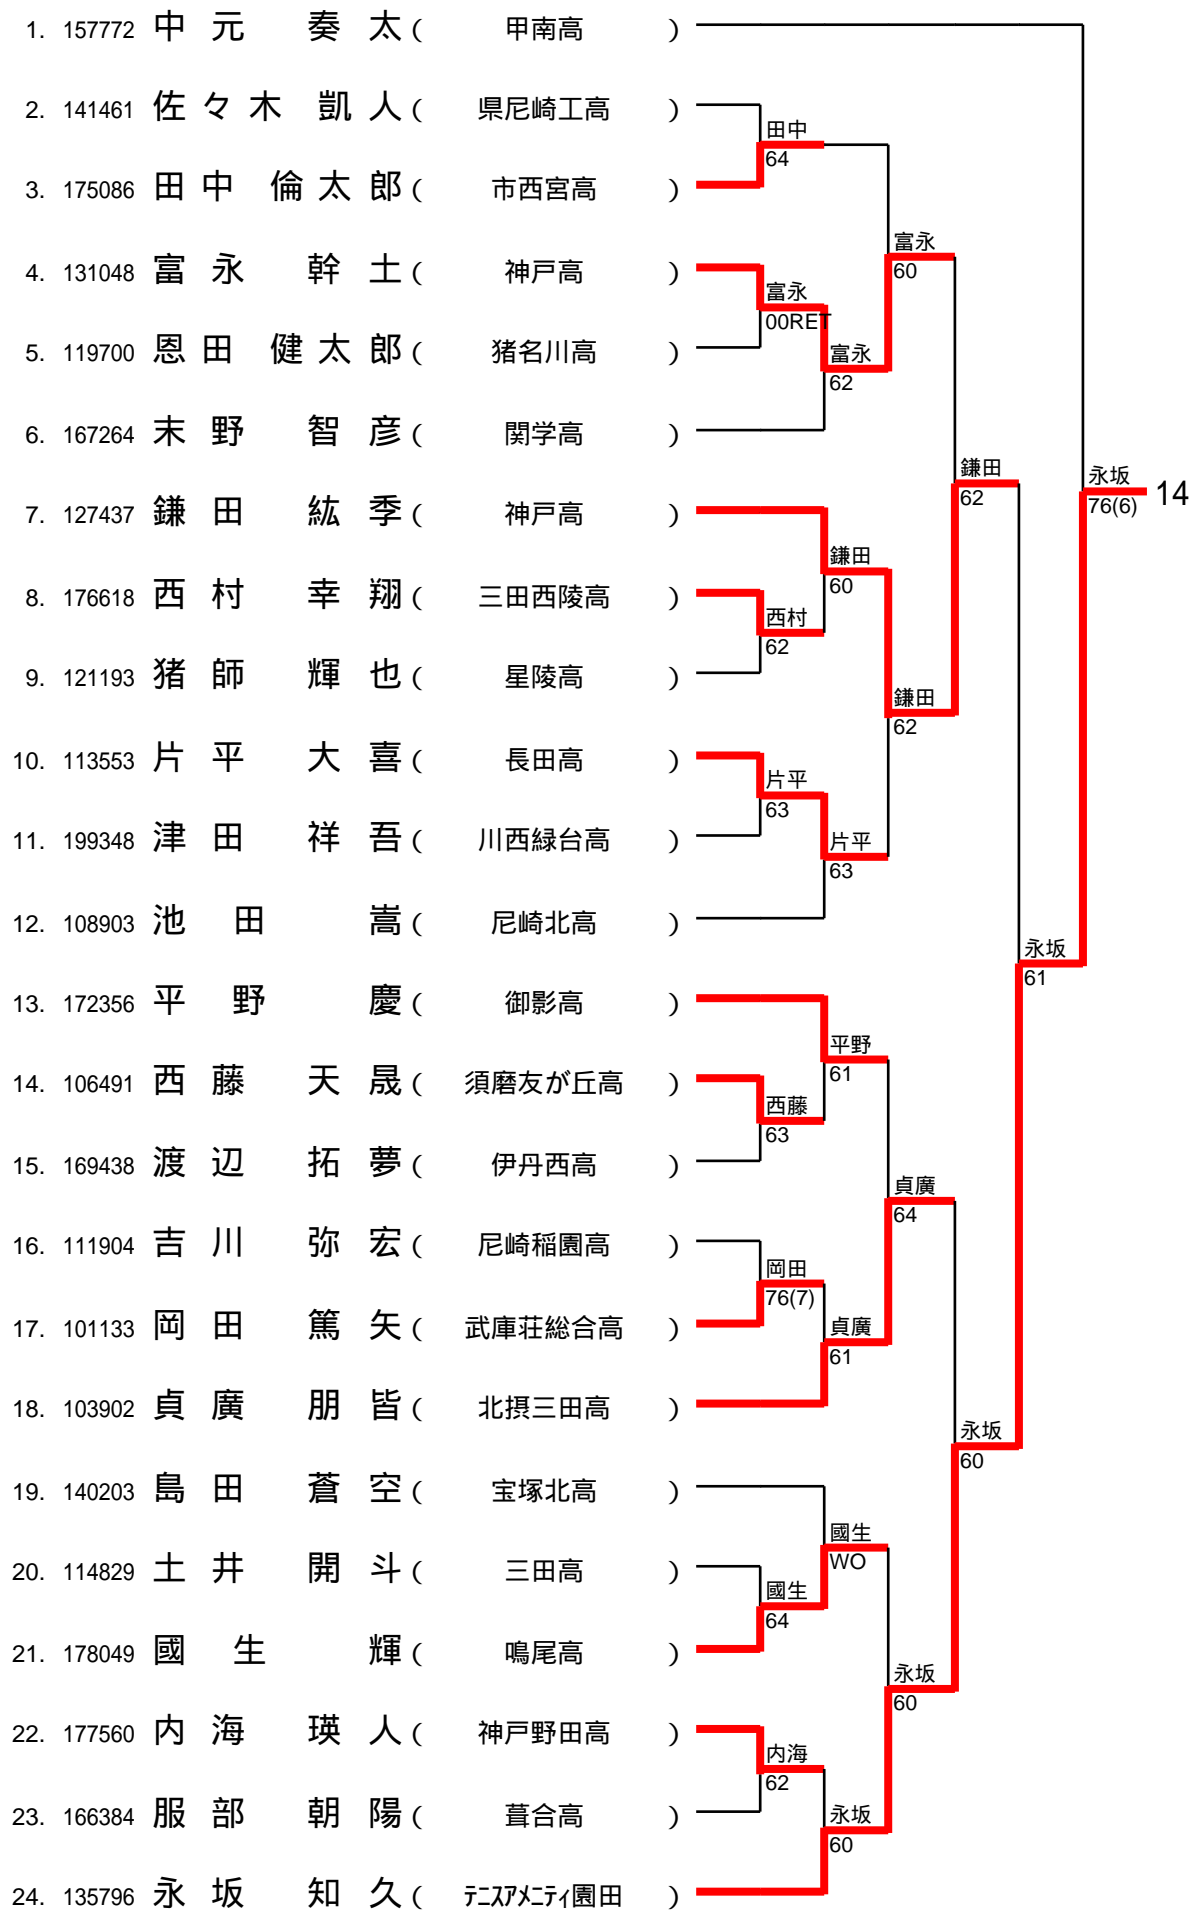 1. 157772 中元 奏太 ( 甲南高 )
2. 141461 佐々木 凱人 ( 県尼崎工高 )
田中
64
3. 175086 田中 倫太郎 ( 市西宮高 )
富永
60
4. 131048 富永 幹土 ( 神戸高 )
富永
00RET
5. 119700 恩田 健太郎 ( 猪名川高 )
富永
62
6. 167264 末野 智彦 ( 関学高 )
鎌田
62
永坂
76(6)
14
7. 127437 鎌田 紘季 ( 神戸高 )
鎌田
60
8. 176618 西村 幸翔 ( 三田西陵高 )
西村
62
9. 121193 猪師 輝也 ( 星陵高 )
鎌田
62
10. 113553 片平 大喜 ( 長田高 )
片平
63
11. 199348 津田 祥吾 ( 川西緑台高 )
片平
63
12. 108903 池田 嵩 ( 尼崎北高 )
永坂
61
13. 172356 平野 慶 ( 御影高 )
平野
61
14. 106491 西藤 天晟 ( 須磨友が丘高 )
西藤
63
15. 169438 渡辺 拓夢 ( 伊丹西高 )
貞廣
64
16. 111904 吉川 弥宏 ( 尼崎稲園高 )
岡田
76(7)
17. 101133 岡田 篤矢 ( 武庫荘総合高 )
貞廣
61
18. 103902 貞廣 朋皆 ( 北摂三田高 )
永坂
60
19. 140203 島田 蒼空 ( 宝塚北高 )
國生
WO
20. 114829 土井 開斗 ( 三田高 )
國生
64
21. 178049 國生 輝 ( 鳴尾高 )
永坂
60
22. 177560 内海 瑛人 ( 神戸野田高 )
内海
62
23. 166384 服部 朝陽 ( 葺合高 )
永坂
60
24. 135796 永坂 知久 ( テニスアメニティ園田 )